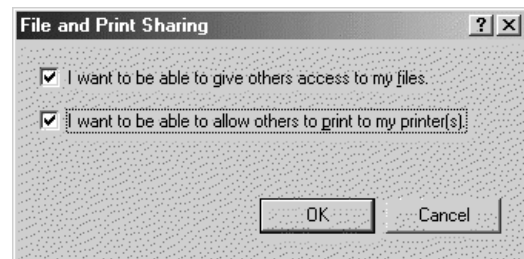 File and Print Sharing
I want to be able to give others access to my files.
I want to be able to allow others to print to my printer(s).
OK Cancel